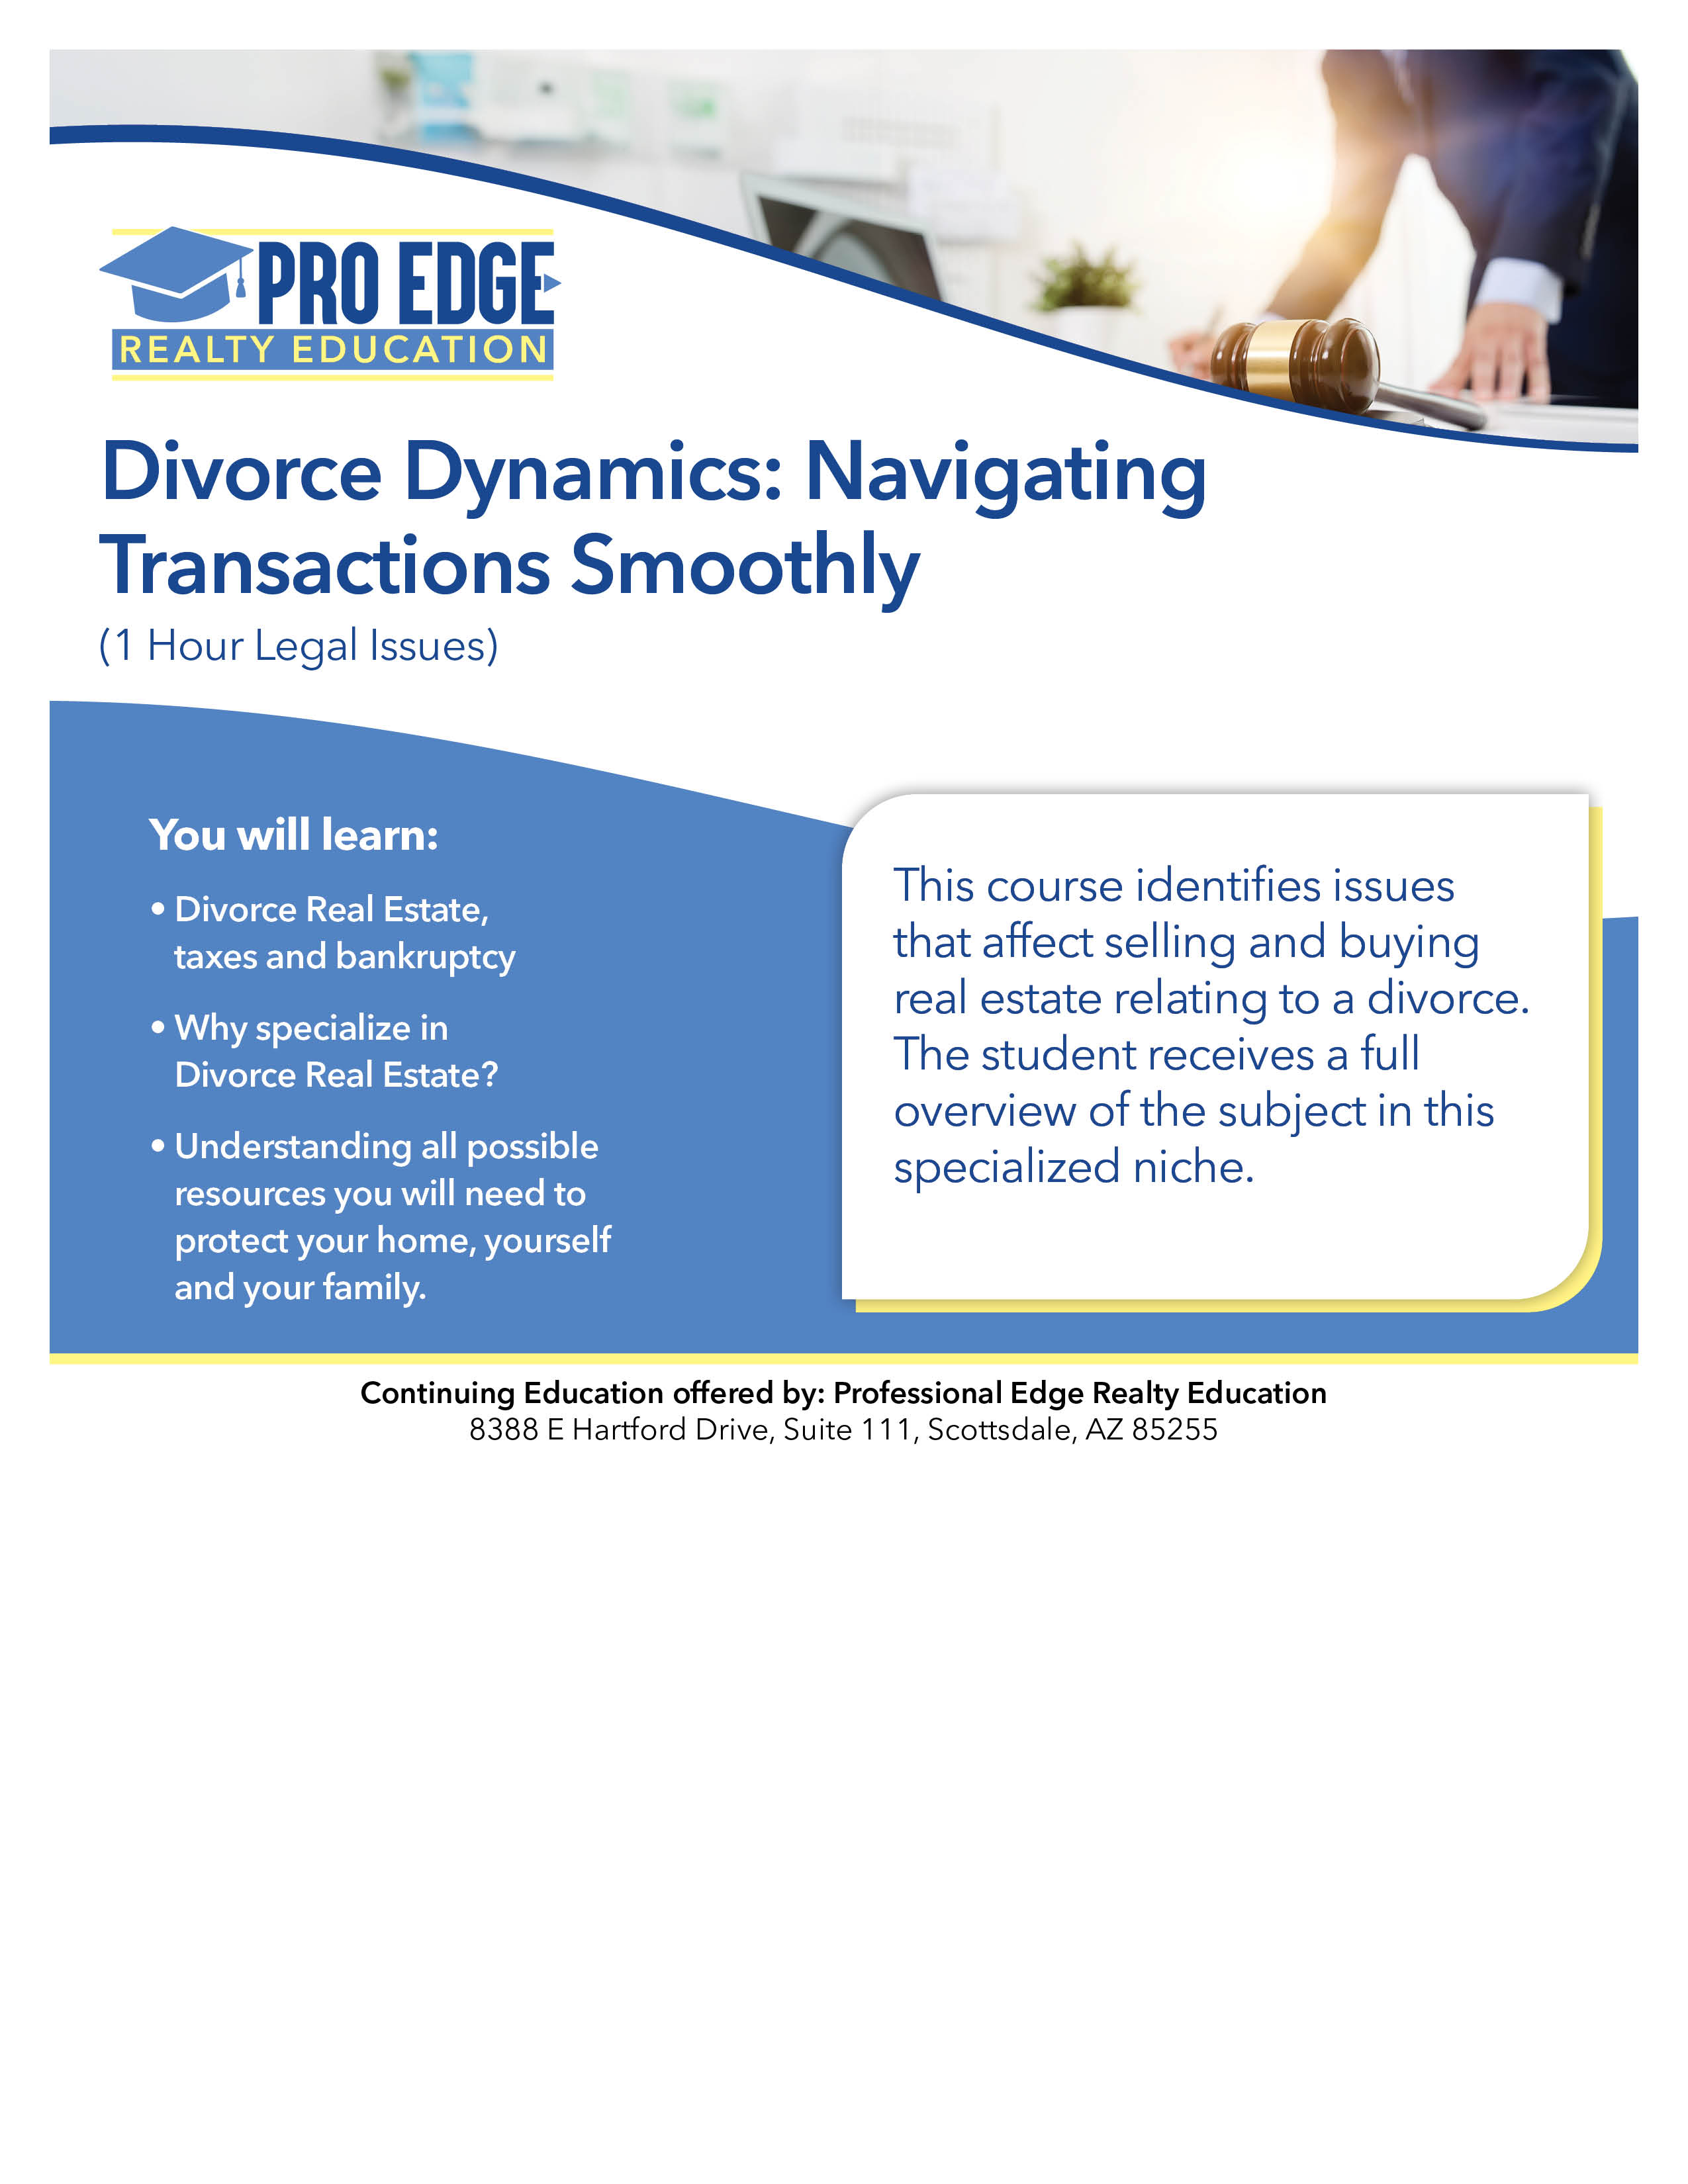 PRO EDGE
REALTY EDUCATION
Divorce Dynamics: Navigating
Transactions Smoothly
(1 Hour Legal Issues)
You will learn:
• Divorce Real Estate,
taxes and bankruptcy
• Why specialize in
Divorce Real Estate?
• Understanding all possible
resources you will need to
protect your home, yourself
and your family.
This course identifies issues
that affect selling and buying
real estate relating to a divorce.
The student receives a full
overview of the subject in this
specialized niche.
Continuing Education offered by: Professional Edge Realty Education
8388 E Hartford Drive, Suite 111, Scottsdale, AZ 85255